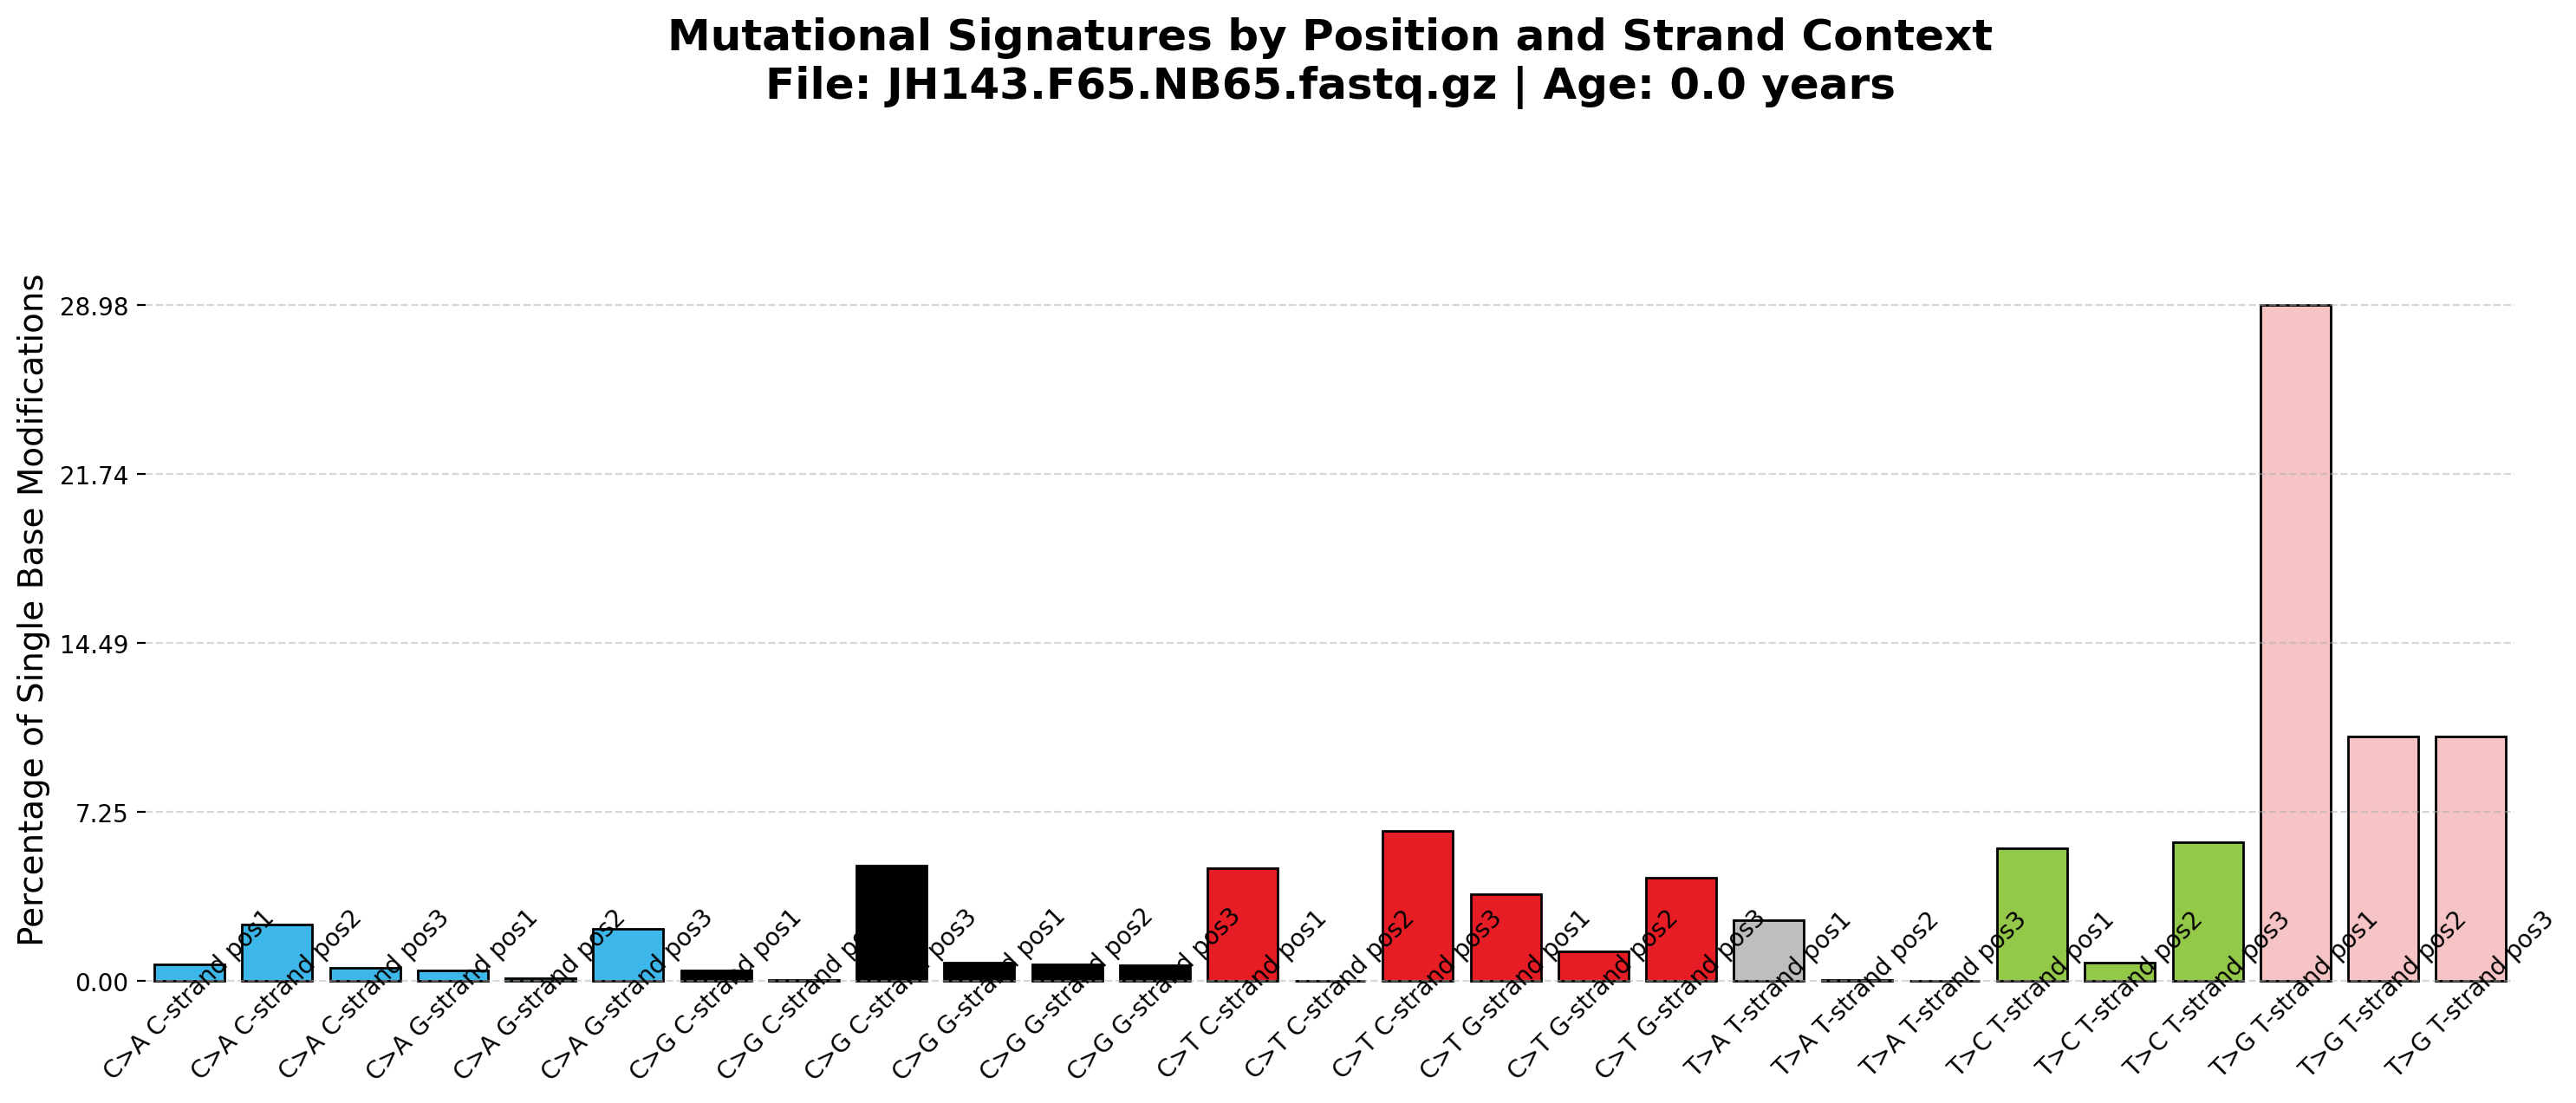 Mutational Signatures by Position and Strand Context
File: JH143.F65.NB65.fastq.gz | Age: 0.0 years
Percentage of Single Base Modifications
28.98
21.74
14.49
7.25
0.00
C>A C-strand pos1
C>A C-strand pos2
C>A C-strand pos3
C>A G-strand pos1
C>A G-strand pos2
C>A G-strand pos3
C>G C-strand pos1
C>G C-strand pos2
C>G C-strand pos3
C>G G-strand pos1
C>G G-strand pos2
C>G G-strand pos3
C>T C-strand pos1
C>T C-strand pos2
C>T C-strand pos3
C>T G-strand pos1
C>T G-strand pos2
C>T G-strand pos3
T>A T-strand pos1
T>A T-strand pos2
T>A T-strand pos3
T>C T-strand pos1
T>C T-strand pos2
T>C T-strand pos3
T>G T-strand pos1
T>G T-strand pos2
T>G T-strand pos3